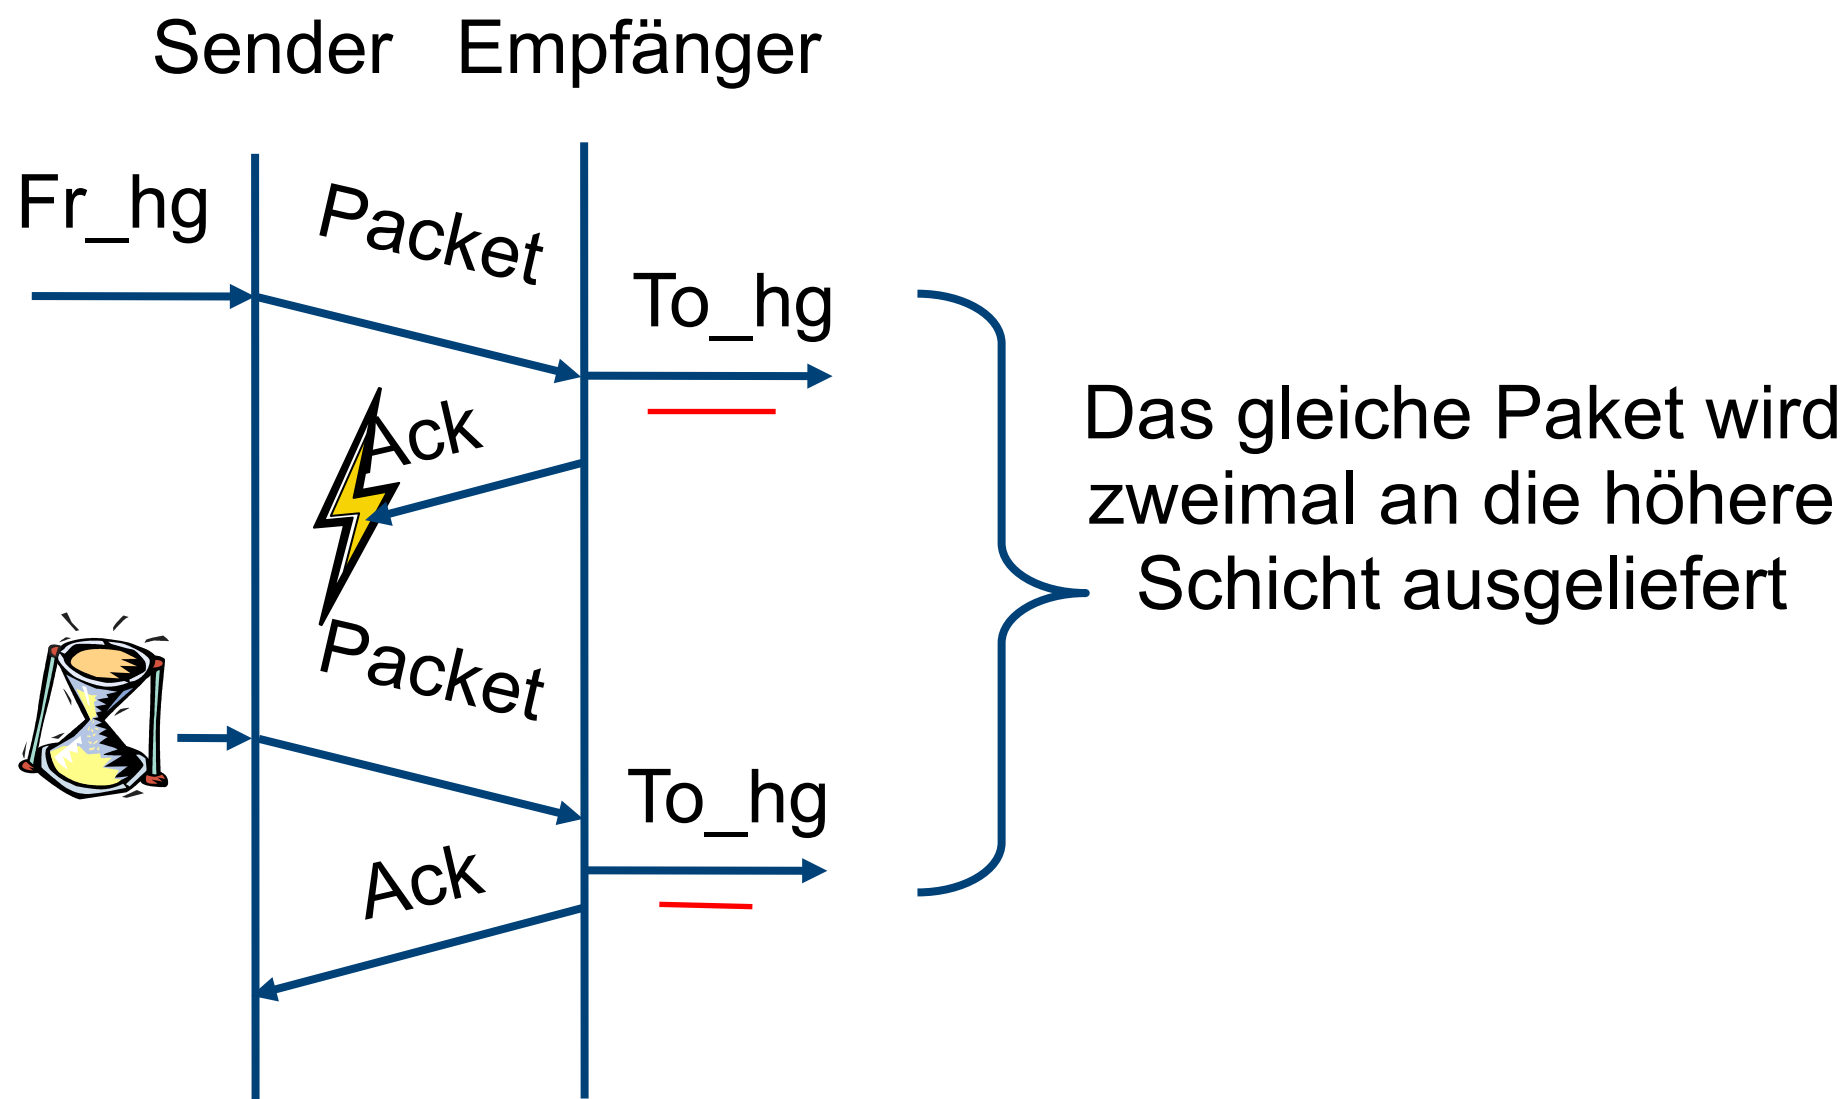 Sender Empfänger
Fr_hg
Packet
To_hg
Ack
Das gleiche Paket wird
zweimal an die höhere
Schicht ausgeliefert
Packet
To_hg
Ack